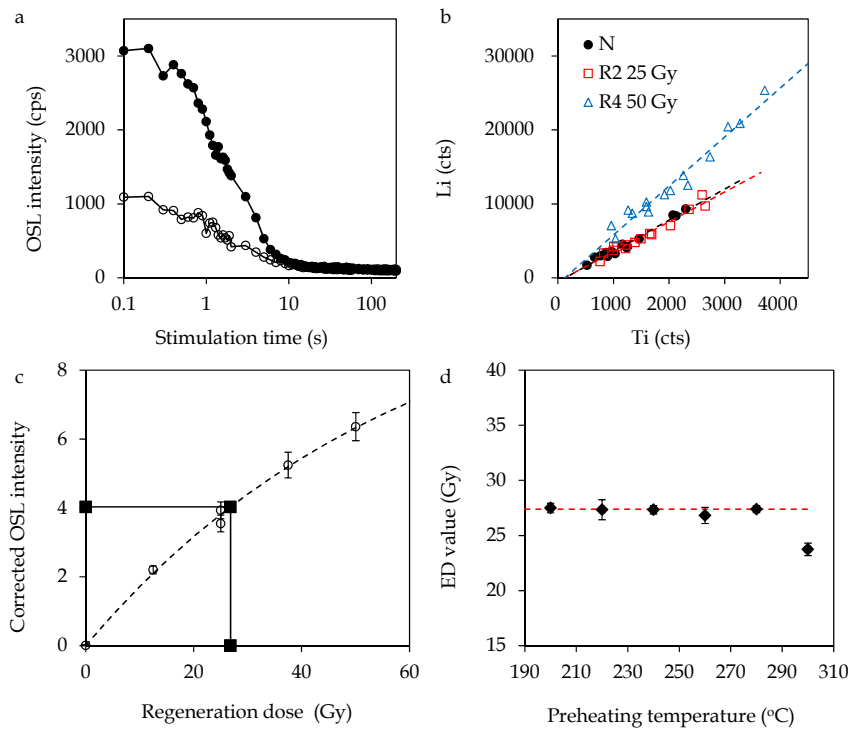 a
OSL intensity (cps)
3000
2000
1000
0
0.1 1 10 100
Stimulation time (s)
b
Li (cts)
30000
20000
10000
0
0 1000 2000 3000 4000
Ti (cts)
N
R2 25 Gy
R4 50 Gy
c
Corrected OSL intensity
8
6
4
2
0
0 20 40 60
Regeneration dose (Gy)
d
ED value (Gy)
40
35
30
25
20
15
190 210 230 250 270 290 310
Preheating temperature (°C)